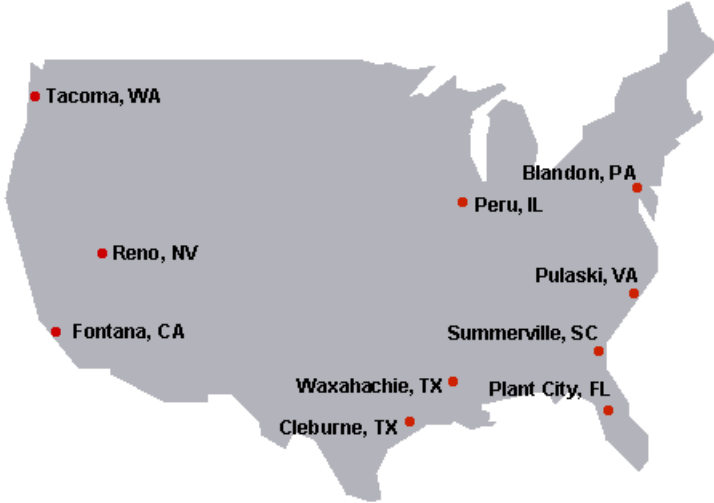 Tacoma, WA
Blandon, PA
Peru, IL
Reno, NV
Pulaski, VA
Fontana, CA
Summerville, SC
Waxahachie, TX
Plant City, FL
Cleburne, TX